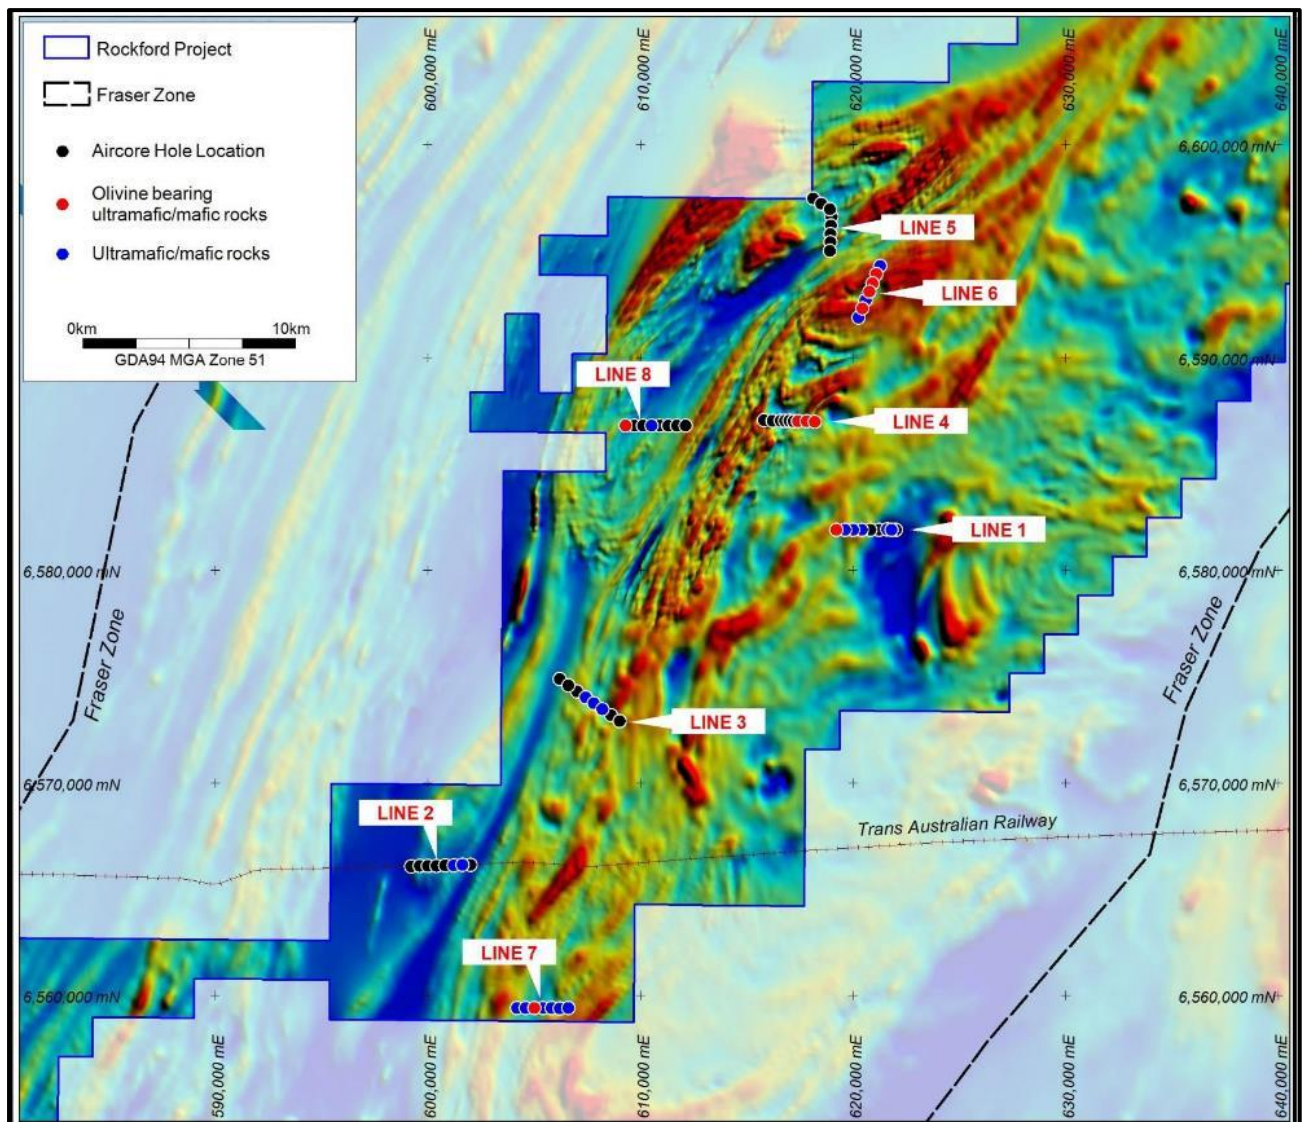 Rockford Project
Fraser Zone
Aircore Hole Location
Olivine bearing
ultramafic/mafic rocks
Ultramafic/mafic rocks
0km 10km
GDA94 MGA Zone 51
600,000 mE
610,000 mE
620,000 mE
630,000 mE
640,000 mE
6,600,000 mN
LINE 5
LINE 6
6,590,000 mN
LINE 8
LINE 4
LINE 1
6,580,000 mN
6,580,000 mN
Fraser Zone
Fraser Zone
LINE 3
6,570,000 mN
6,570,000 mN
LINE 2
Trans Australian Railway
LINE 7
6,560,000 mN
6,560,000 mN
590,000 mE
600,000 mE
610,000 mE
620,000 mE
630,000 mE
640,000 mE